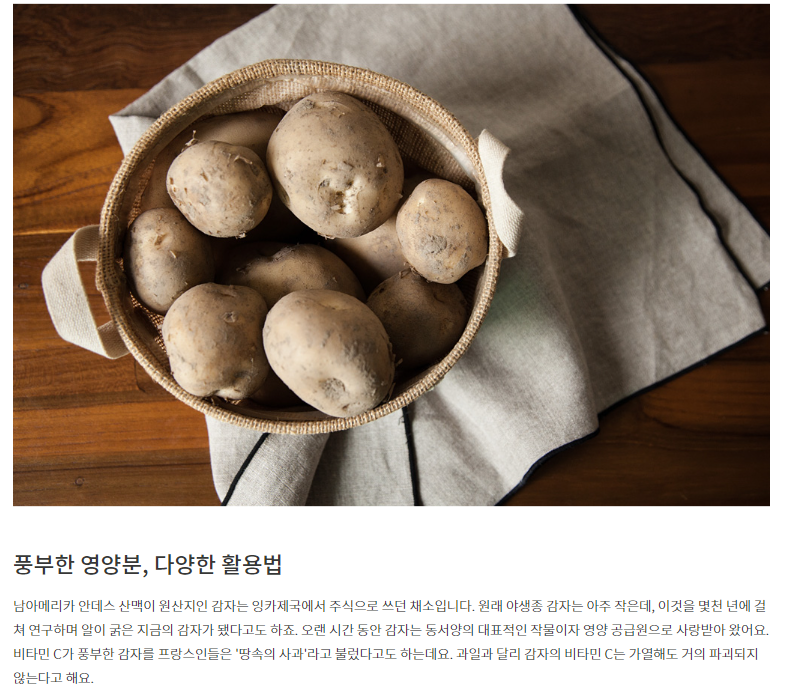 풍부한 영양분, 다양한 활용법
남아메리카 안데스 산맥이 원산지인 감자는 잉카제국에서 주식으로 쓰던 채소입니다. 원래 야생종 감자는 아주 작은데, 이것을 몇천 년에 걸
쳐 연구하며 알이 굵은 지금의 감자가 됐다고도 하죠. 오랜 시간 동안 감자는 동서양의 대표적인 작물이자 영양 공급원으로 사랑받아 왔어요.
비타민 C가 풍부한 감자를 프랑스인들은 '땅속의 사과'라고 불렀다고도 하는데요. 과일과 달리 감자의 비타민 C는 가열해도 거의 파괴되지
않는다고 해요.